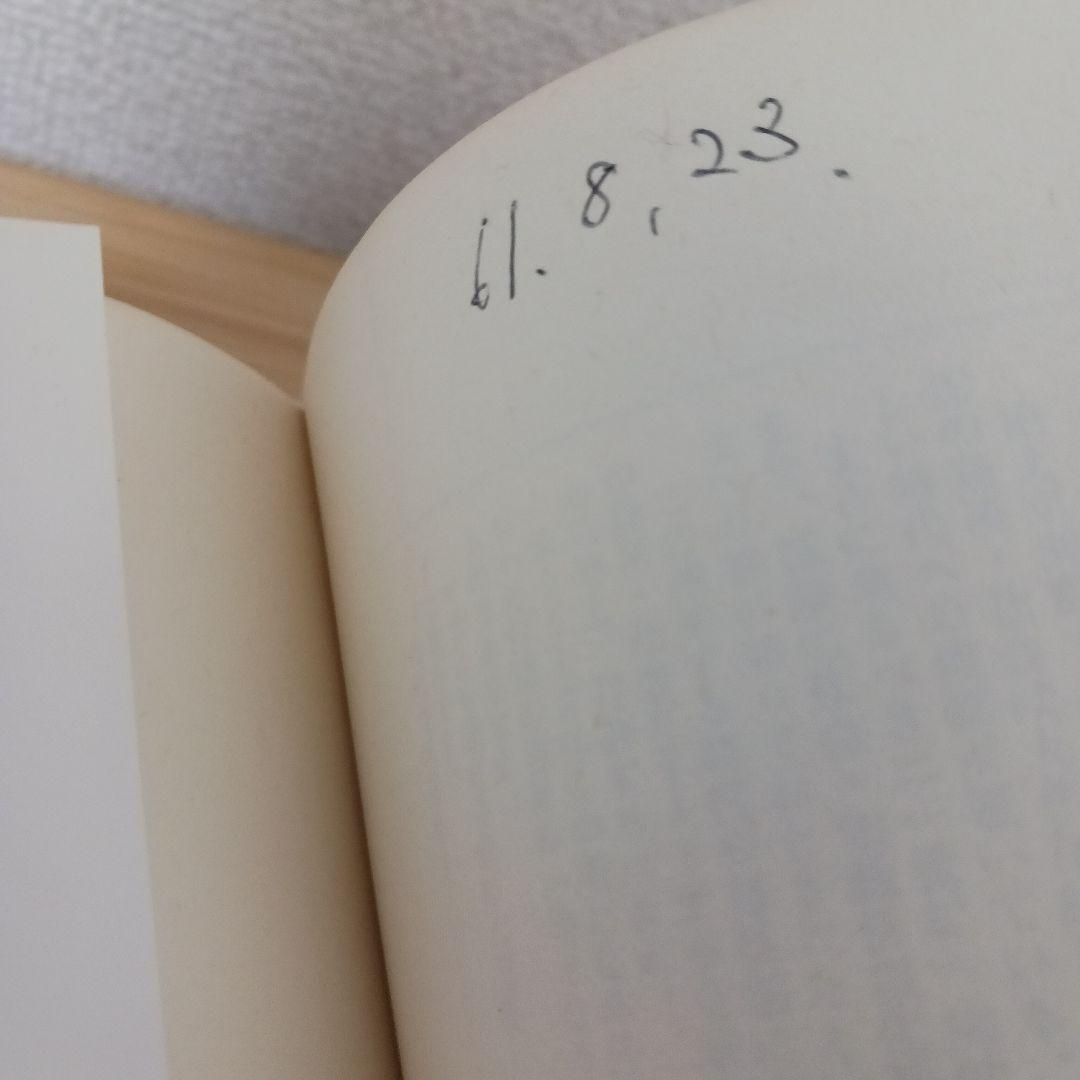 61. 8, 23.